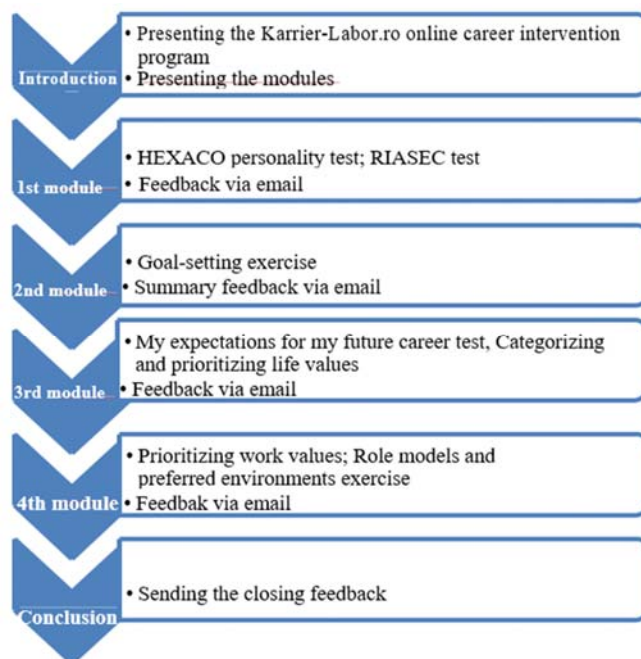 Introduction
• Presenting the Karrier-Labor.ro online career intervention
program
• Presenting the modules
1st module
• HEXACO personality test; RIASEC test
• Feedback via email
2nd module
• Goal-setting exercise
• Summary feedback via email
3rd module
• My expectations for my future career test, Categorizing
and prioritizing life values
• Feedback via email
4th module
• Prioritizing work values; Role models and
preferred environments exercise
• Feedbak via email
Conclusion
• Sending the closing feedback